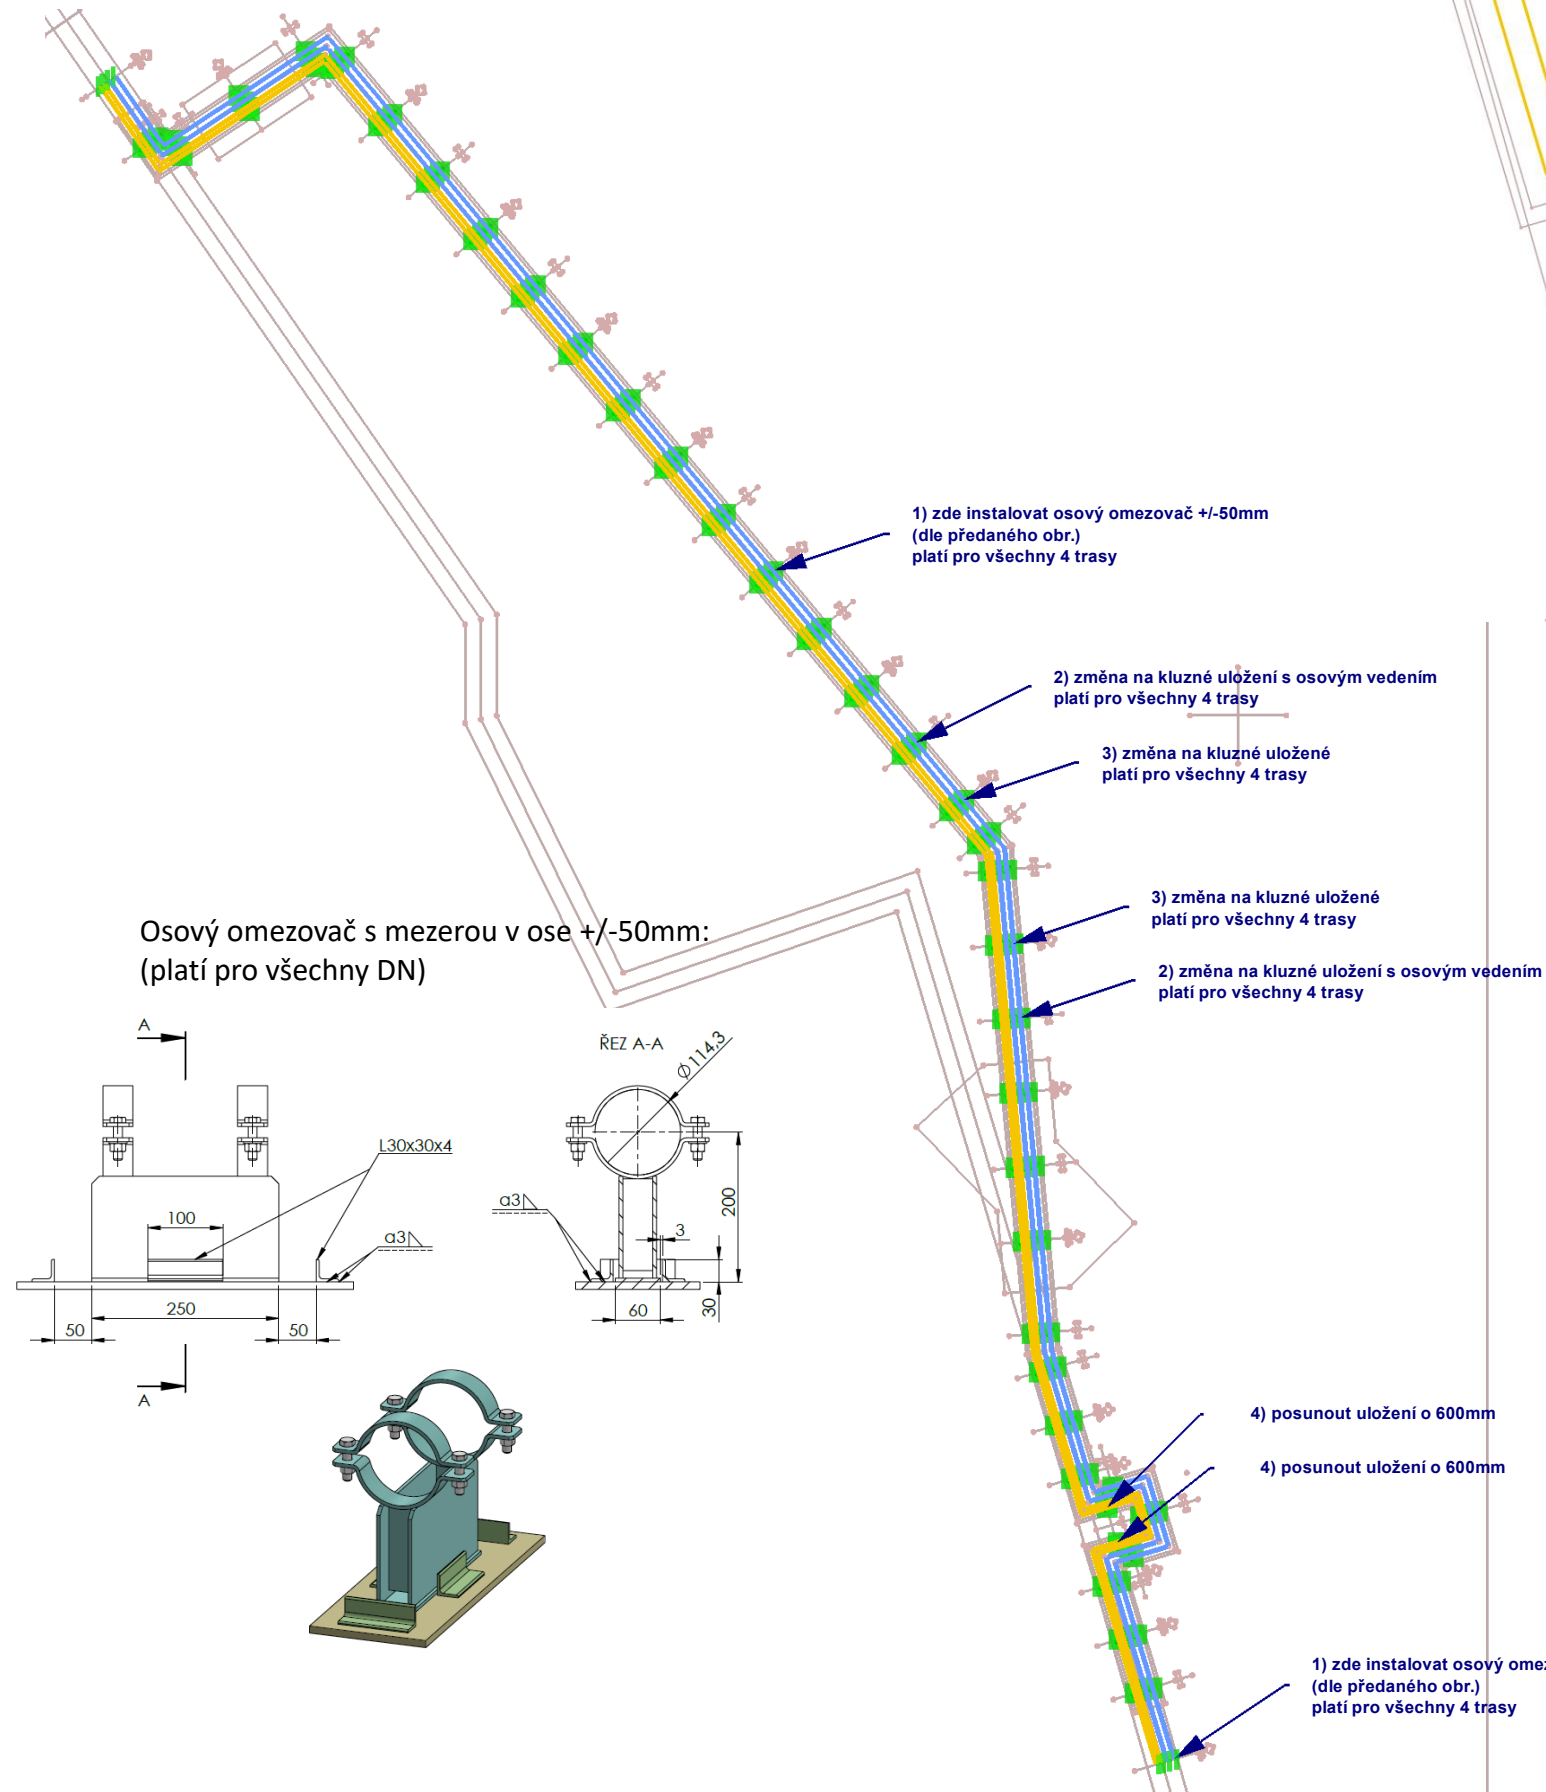 1) zde instalovat osový omezovač +/-50mm
(dle předaného obr.)
platí pro všechny 4 trasy
2) změna na kluzné uložení s osovým vedením
platí pro všechny 4 trasy
3) změna na kluzné uložené
platí pro všechny 4 trasy
3) změna na kluzné uložené
platí pro všechny 4 trasy
Osový omezovač s mezerou v ose +/-50mm:
(platí pro všechny DN)
2) změna na kluzné uložení s osovým vedením
platí pro všechny 4 trasy
A
ŘEZ A-A
Ø114,3
L30x30x4
100
a3
a3
200
3
250
50
50
60
30
A
4) posunout uložení o 600mm
4) posunout uložení o 600mm
1) zde instalovat osový
(dle předaného obr.)
platí pro všechny 4 trasy